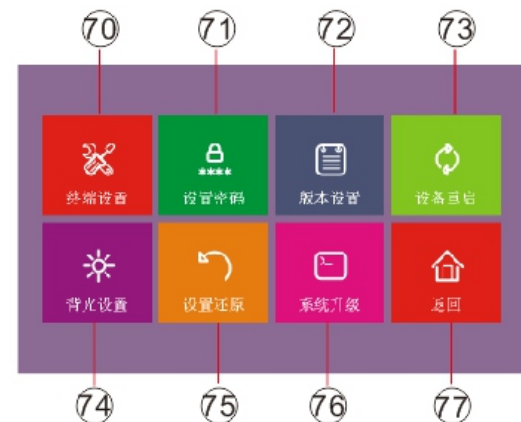 70 71 72 73
****
终端设置 设置密码 版本设置 设备重启
背光设置 设置还原 系统升级 返回
74 75 76 77